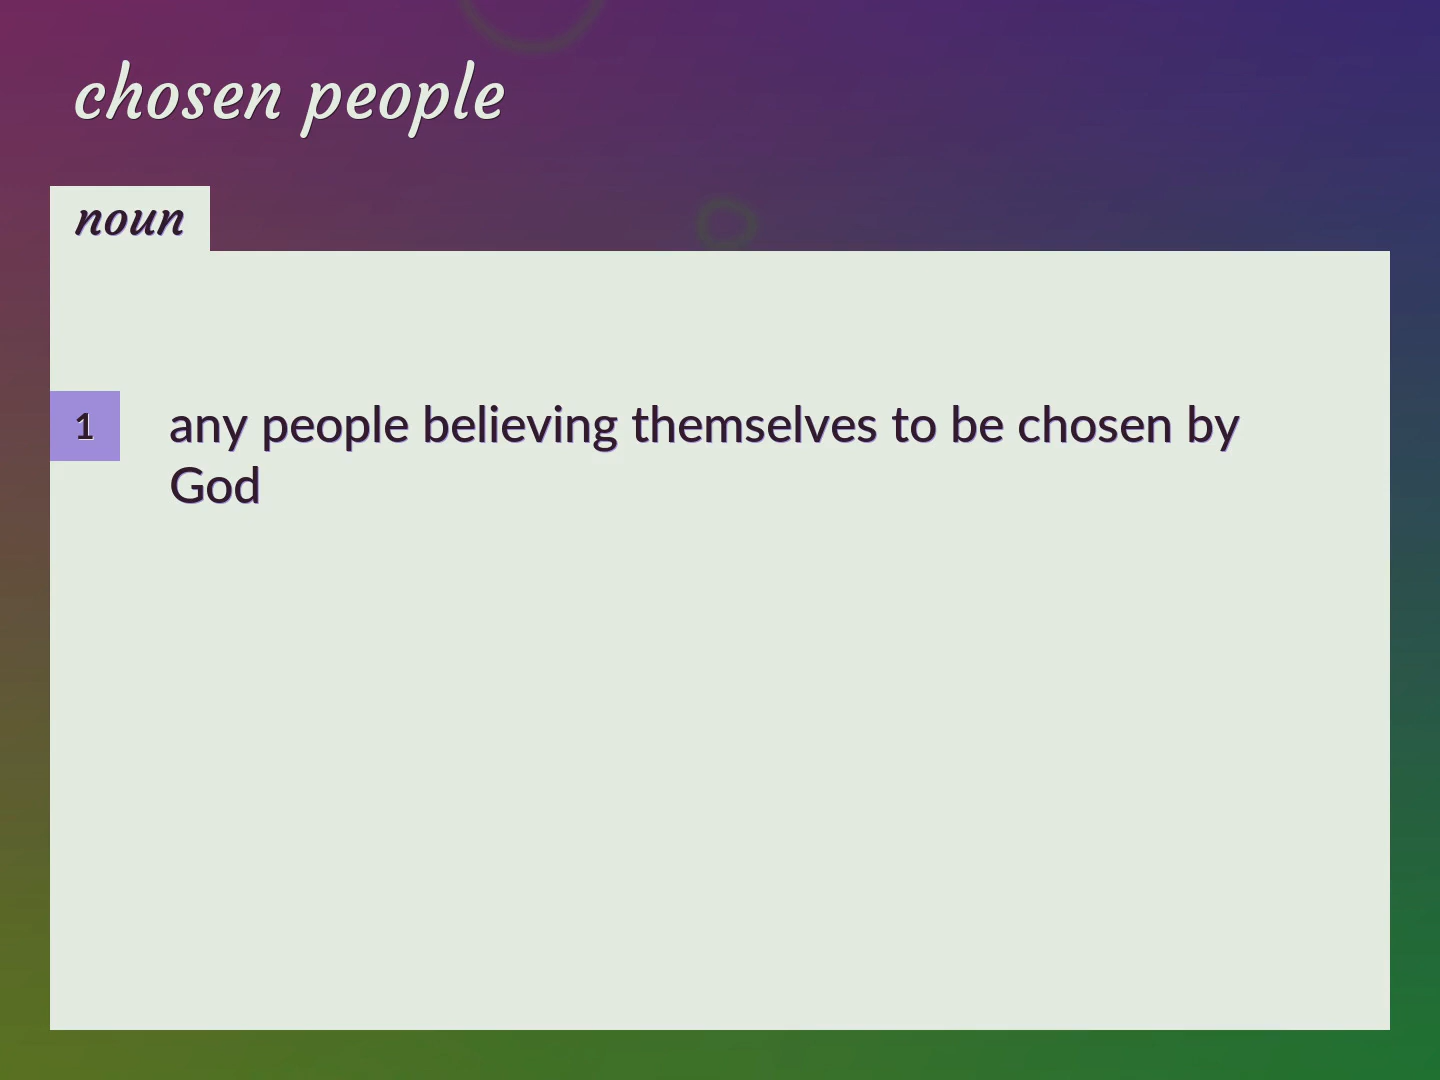 chosen people
noun
1 any people believing themselves to be chosen by
God